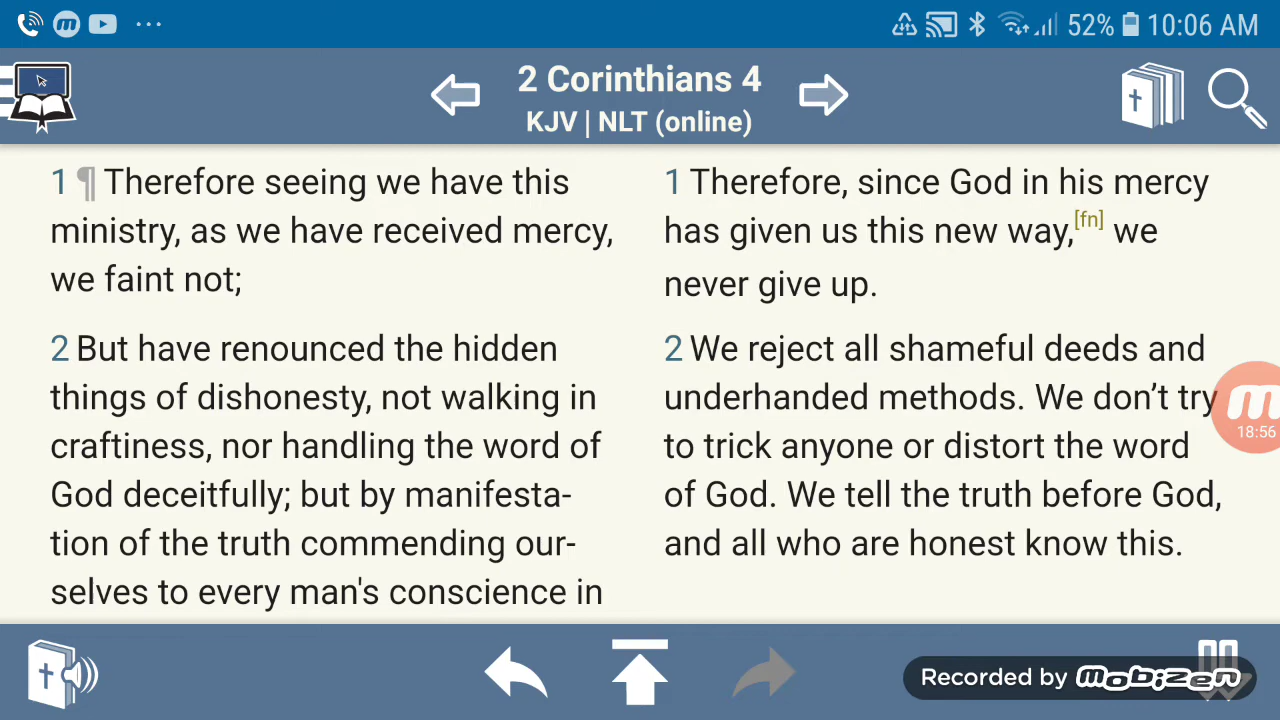 52% 10:06 AM
2 Corinthians 4
KJV | NLT (online)
1 ¶ Therefore seeing we have this
ministry, as we have received mercy,
we faint not;
2 But have renounced the hidden
things of dishonesty, not walking in
craftiness, nor handling the word of
God deceitfully; but by manifesta-
tion of the truth commending our-
selves to every man's conscience in
1 Therefore, since God in his mercy
has given us this new way,[fn] we
never give up.
2 We reject all shameful deeds and
underhanded methods. We don’t try
to trick anyone or distort the word
of God. We tell the truth before God,
and all who are honest know this.
m
18:56
Recorded by mobizen